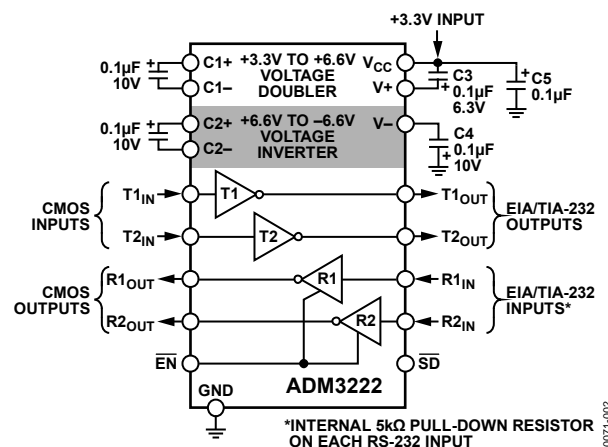 +3.3V INPUT
0.1µF
10V
+
C1+
C1–
+3.3V TO +6.6V
VOLTAGE
DOUBLER
VCC
V+
+
C3
0.1µF
6.3V
+
C5
0.1µF
0.1µF
10V
+
C2+
C2–
+6.6V TO –6.6V
VOLTAGE
INVERTER
V–
+
C4
0.1µF
10V
CMOS
INPUTS
T1IN
T2IN
T1
T2
T1OUT
T2OUT
EIA/TIA-232
OUTPUTS
CMOS
OUTPUTS
R1OUT
R2OUT
R1
R2
R1IN
R2IN
EIA/TIA-232
INPUTS*
EN
SD
GND
ADM3222
*INTERNAL 5kΩ PULL-DOWN RESISTOR
ON EACH RS-232 INPUT